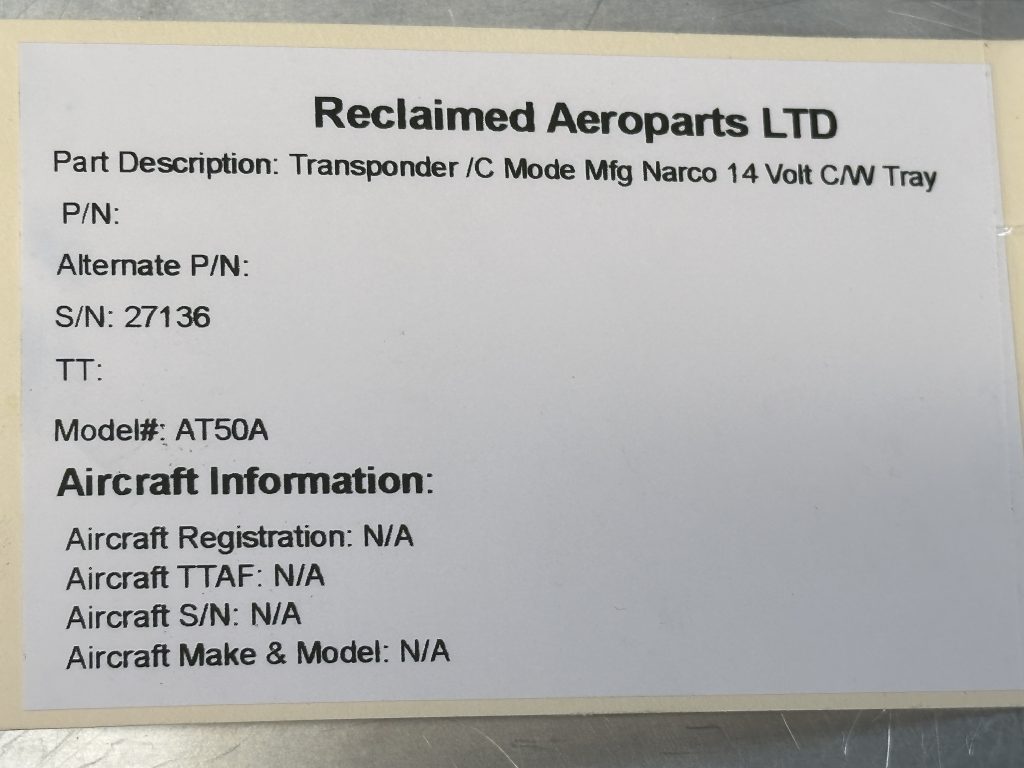 Reclaimed Aeroparts LTD
Part Description: Transponder /C Mode Mfg Narco 14 Volt C/W Tray
P/N:
Alternate P/N:
S/N: 27136
TT:
Model#: AT50A
Aircraft Information:
Aircraft Registration: N/A
Aircraft TTAF: N/A
Aircraft S/N: N/A
Aircraft Make & Model: N/A